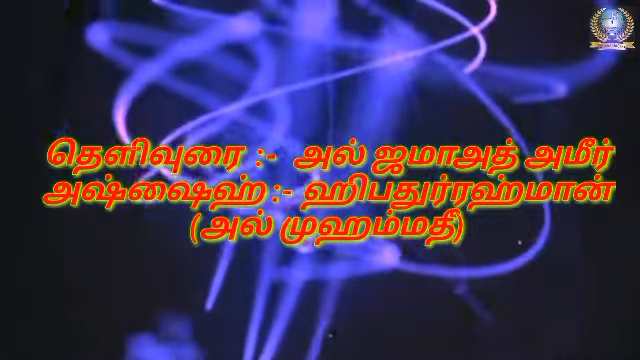 தெளிவுரை :- அல் ஜமாஅத் அமீர்
அஷ்ஷைஹ் :- ஹிபதுர்ரஹ்மான்
(அல் முஹம்மதீ)